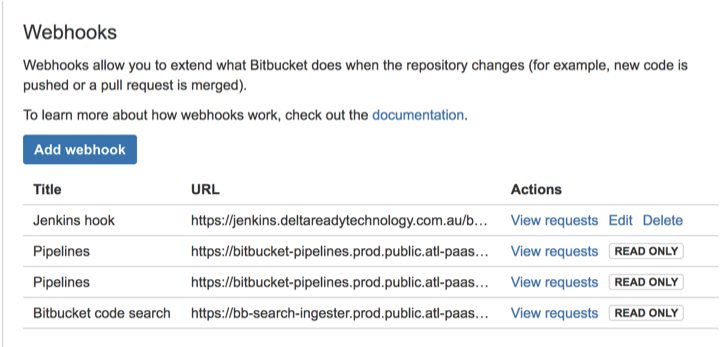 Webhooks
Webhooks allow you to extend what Bitbucket does when the repository changes (for example, new code is
pushed or a pull request is merged).
To learn more about how webhooks work, check out the documentation.
Add webhook
Title URL Actions
Jenkins hook https://jenkins.deltareadytechnology.com.au/b... View requests Edit Delete
Pipelines https://bitbucket-pipelines.prod.public.atl-paas... View requests READ ONLY
Pipelines https://bitbucket-pipelines.prod.public.atl-paas... View requests READ ONLY
Bitbucket code search https://bb-search-ingester.prod.public.atl-paas... View requests READ ONLY